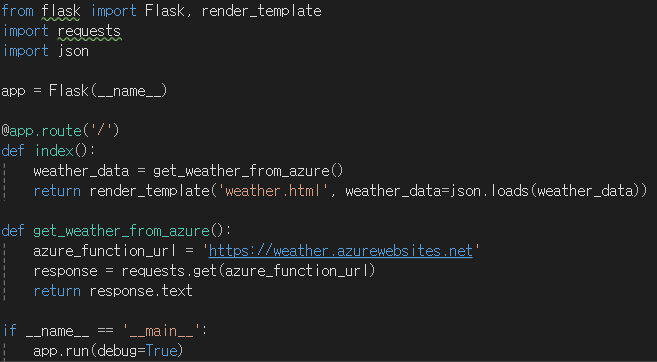 from flask import Flask, render_template
import requests
import json
app = Flask(__name__)
@app.route('/')
def index():
weather_data = get_weather_from_azure()
return render_template('weather.html', weather_data=json.loads(weather_data))
def get_weather_from_azure():
azure_function_url = 'https://weather.azurewebsites.net'
response = requests.get(azure_function_url)
return response.text
if __name__ == '__main__':
app.run(debug=True)